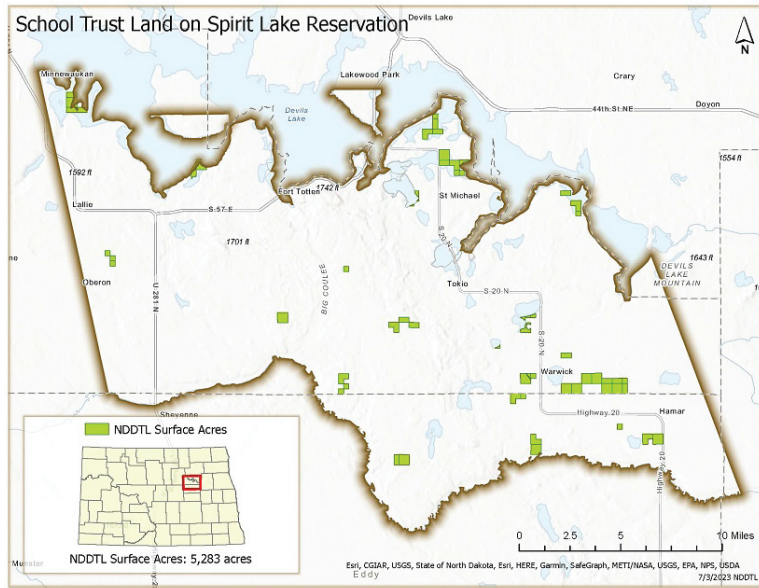 School Trust Land on Spirit Lake Reservation
Devils Lake
N
Minnewaukan
Lakewood Park
Crary
Doyon
44th St NE
Devils
Lake
1592 ft
1554 ft
Fort Totten
1742 ft
Lallie
S 57 E
St Michael
1701 ft
S 20 N
1643 ft
DEVILS
LAKE
MOUNTAIN
Oberon
U 281 N
BIG COULEE
Tokio
S 20 N
S 20 N
Warwick
Sheyenne
Highway 20
Hamar
Highway 20
NDDTL Surface Acres
NDDTL Surface Acres: 5,283 acres
0 2.5 5 10 Miles
Munster
Eddy
Esri, CGIAR, USGS, State of North Dakota, Esri, HERE, Garmin, SafeGraph, METI/NASA, USGS, EPA, NPS, USDA
7/3/2023 NDDTL